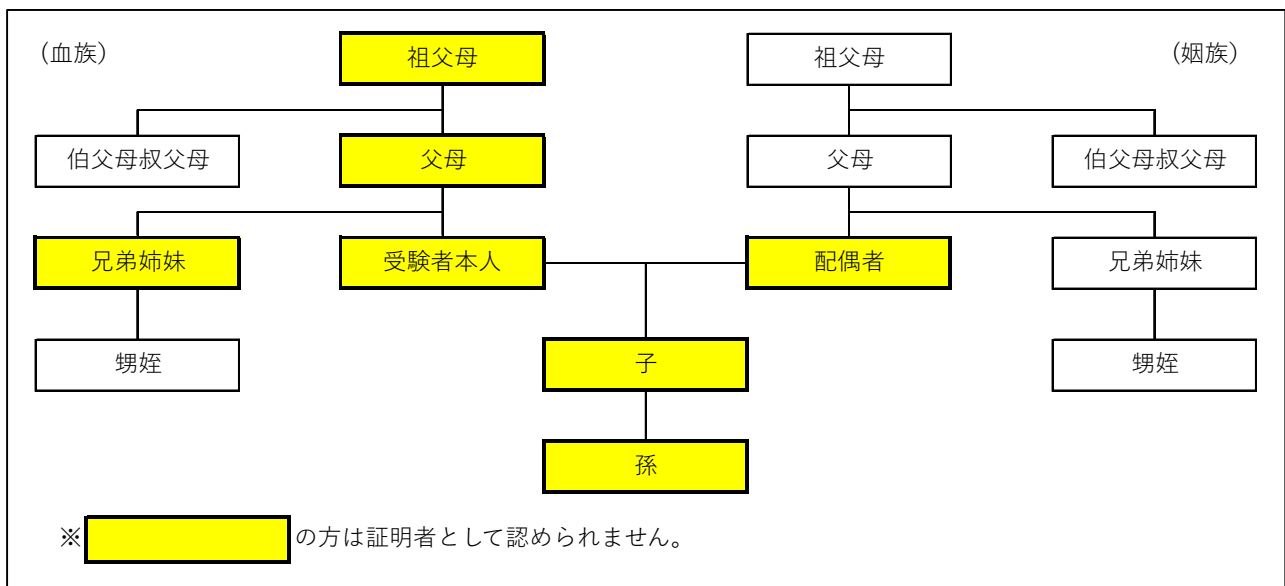 (血族)
祖父母
祖父母
(姻族)
伯父母叔父母
父母
父母
伯父母叔父母
兄弟姉妹
受験者本人
配偶者
兄弟姉妹
甥姪
子
甥姪
孫
※
の方は証明者として認められません。